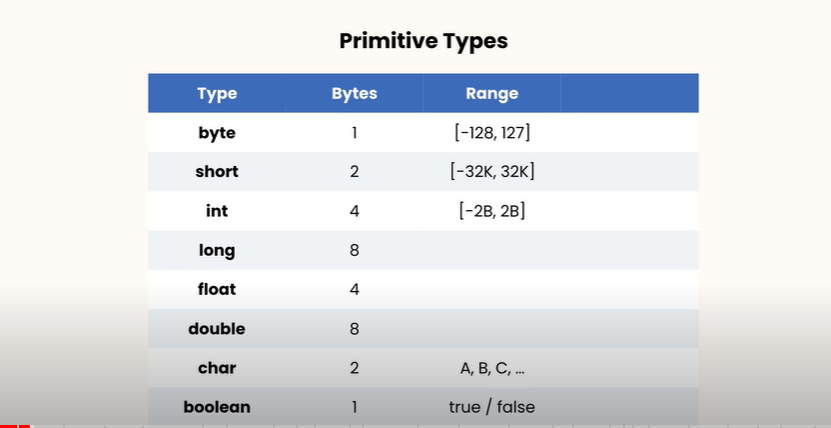 Primitive Types
Type Bytes Range
byte 1 [-128, 127]
short 2 [-32K, 32K]
int 4 [-2B, 2B]
long 8
float 4
double 8
char 2 A, B, C, ...
boolean 1 true / false